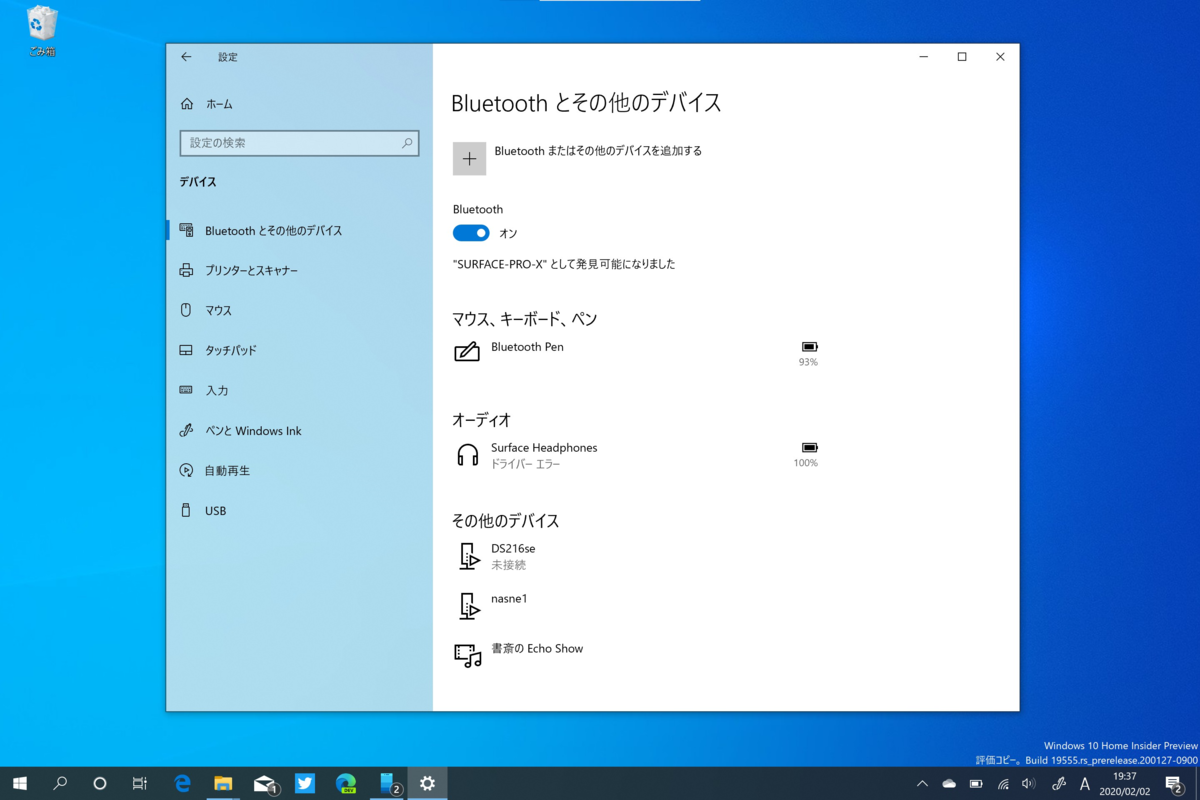 ごみ箱
設定
ホーム
設定の検索
デバイス
Bluetooth とその他のデバイス
プリンターとスキャナー
マウス
タッチパッド
入力
ペンと Windows Ink
自動再生
USB
Bluetooth とその他のデバイス
Bluetooth またはその他のデバイスを追加する
Bluetooth
オン
"SURFACE-PRO-X" として発見可能になりました
マウス、キーボード、ペン
Bluetooth Pen
93%
オーディオ
Surface Headphones
ドライバー エラー
100%
その他のデバイス
DS216se
未接続
nasne1
書斎の Echo Show
Windows 10 Home Insider Preview
評価コピー。Build 19555.rs_prerelease.200127-0900
1
DEV
2
A
19:37
2020/02/02
2